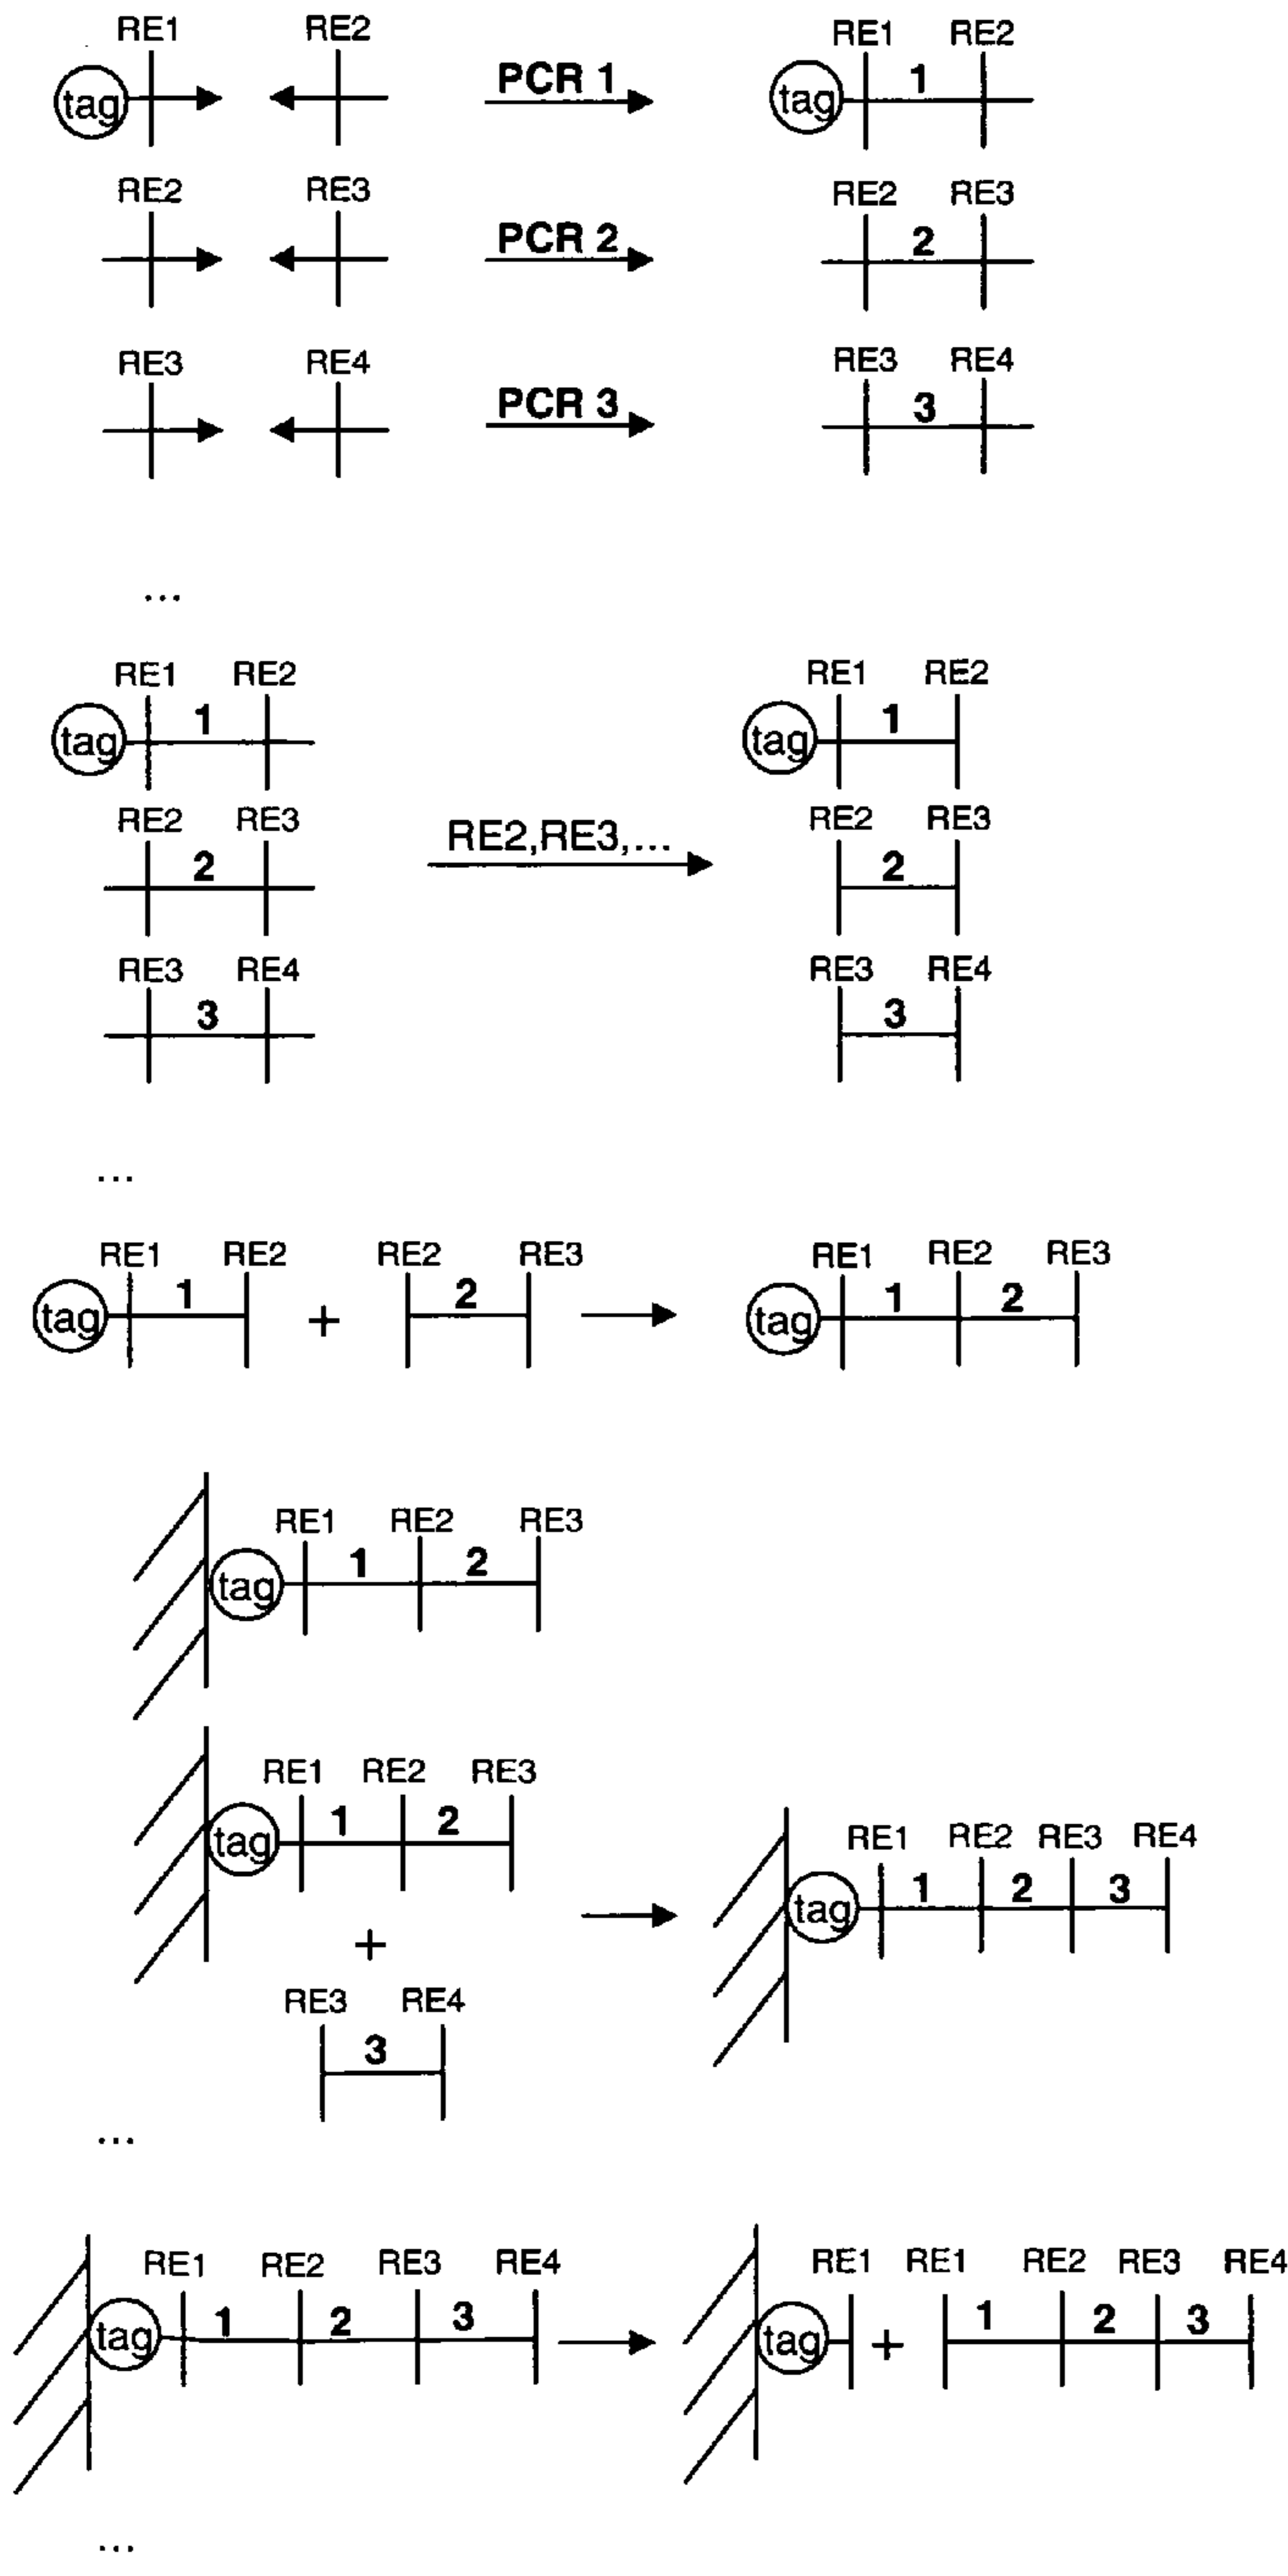 RE1 RE2 RE1 RE2
tag PCR 1 tag 1
RE2 RE3 RE2 RE3
PCR 2 2
RE3 RE4 RE3 RE4
PCR 3 3
...
RE1 RE2 RE1 RE2
tag 1 tag 1
RE2 RE3 RE2 RE3
2 RE2,RE3,... 2
RE3 RE4 RE3 RE4
3 3
...
RE1 RE2 RE2 RE3 RE1 RE2 RE3
tag 1 + 2 tag 1 2
RE1 RE2 RE3
tag 1 2
RE1 RE2 RE3
tag 1 2
RE1 RE2 RE3 RE4
tag 1 2 3
+
RE3 RE4
3
...
RE1 RE2 RE3 RE4 RE1 RE1 RE2 RE3 RE4
tag 1 2 3 tag + 1 2 3
...